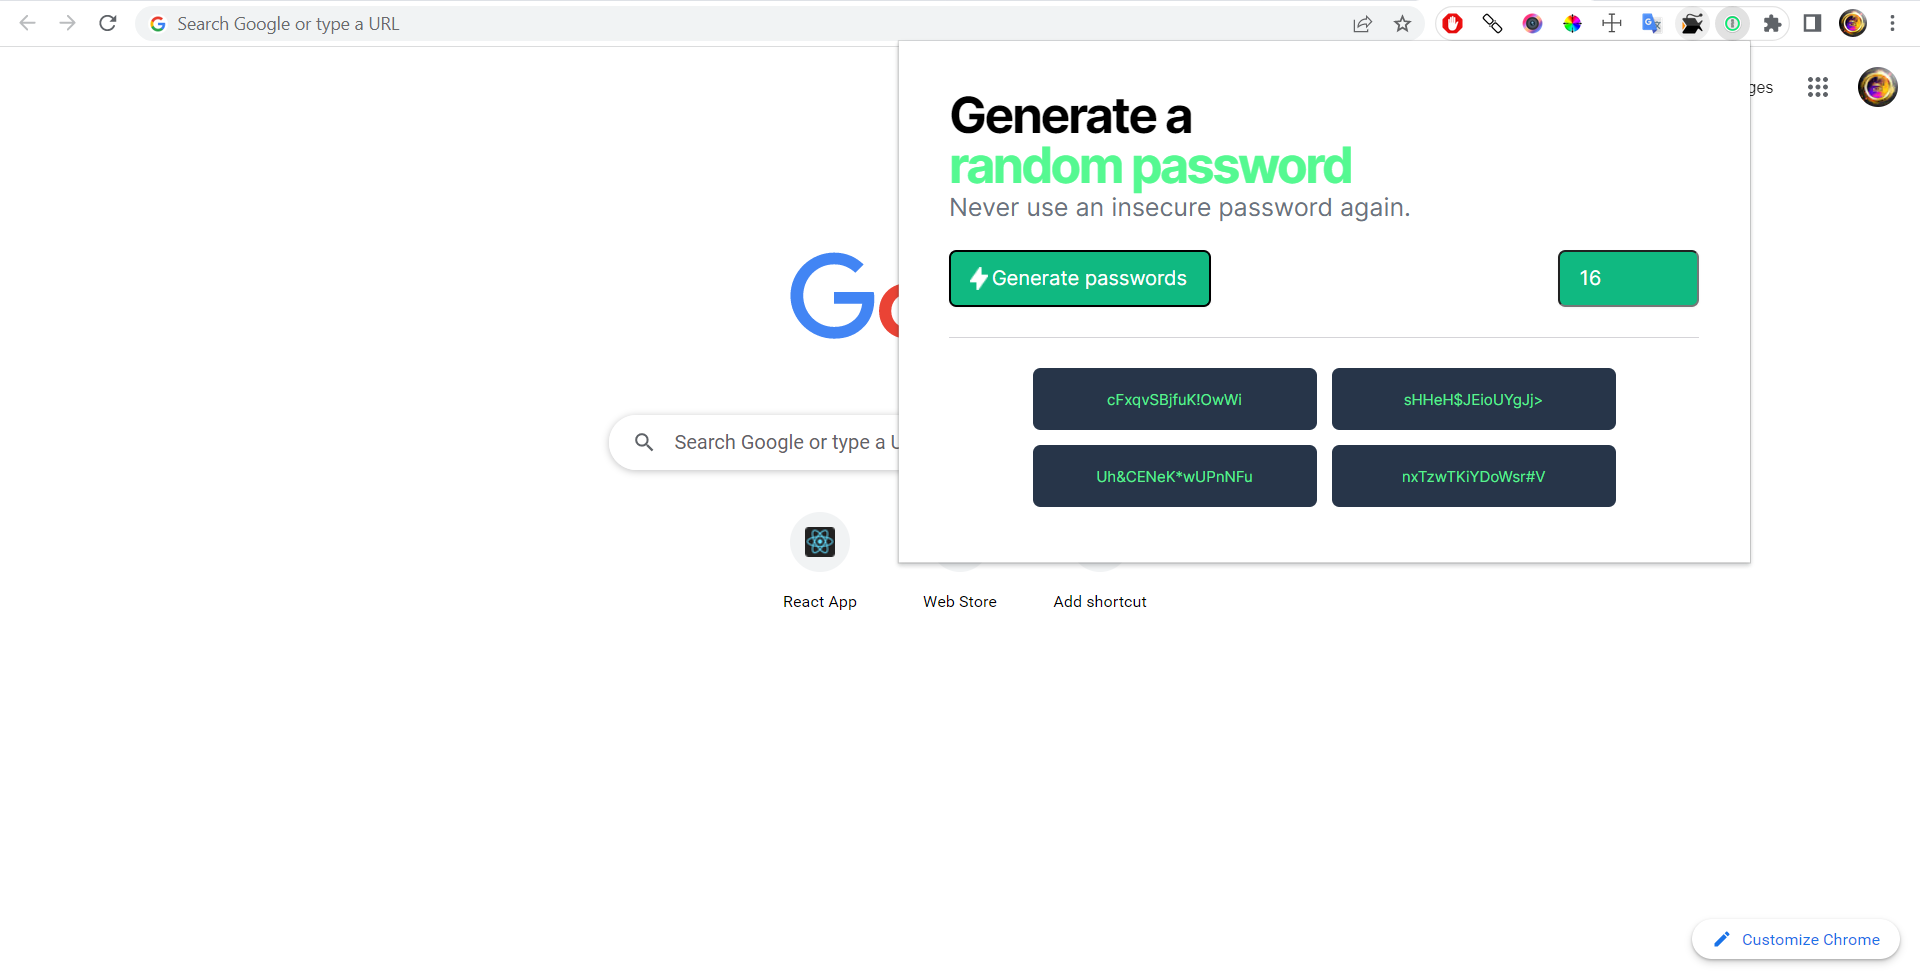 Search Google or type a URL
ges
Generate a
random password
Never use an insecure password again.
Generate passwords
16
cFxqvSBjfuK!OwWi
sHHeH$JEioUYgJj>
Uh&CENeK*wUPnNFu
nxTzwTKiYDoWsr#V
Go
Search Google or type a U
React App
Web Store
Add shortcut
Customize Chrome